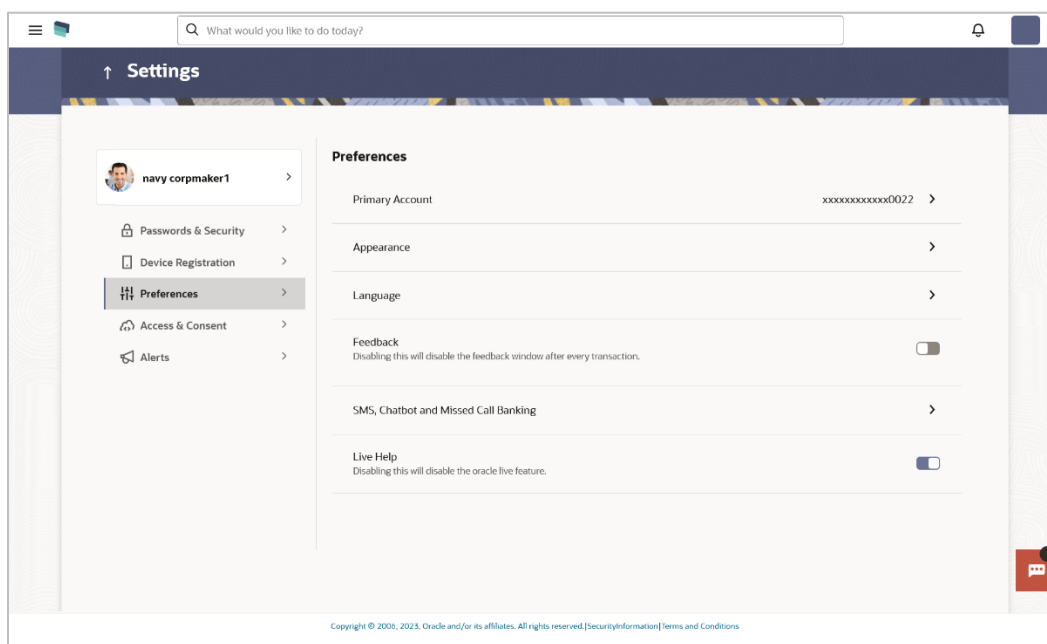 What would you like to do today?
↑ Settings
navy corpmaker1
Passwords & Security
Device Registration
Preferences
Access & Consent
Alerts
Preferences
Primary Account xxxxxxxxxxxx0022
Appearance
Language
Feedback
Disabling this will disable the feedback window after every transaction.
SMS, Chatbot and Missed Call Banking
Live Help
Disabling this will disable the oracle live feature.
Copyright © 2006, 2023, Oracle and/or its affiliates. All rights reserved.|SecurityInformation|Terms and Conditions